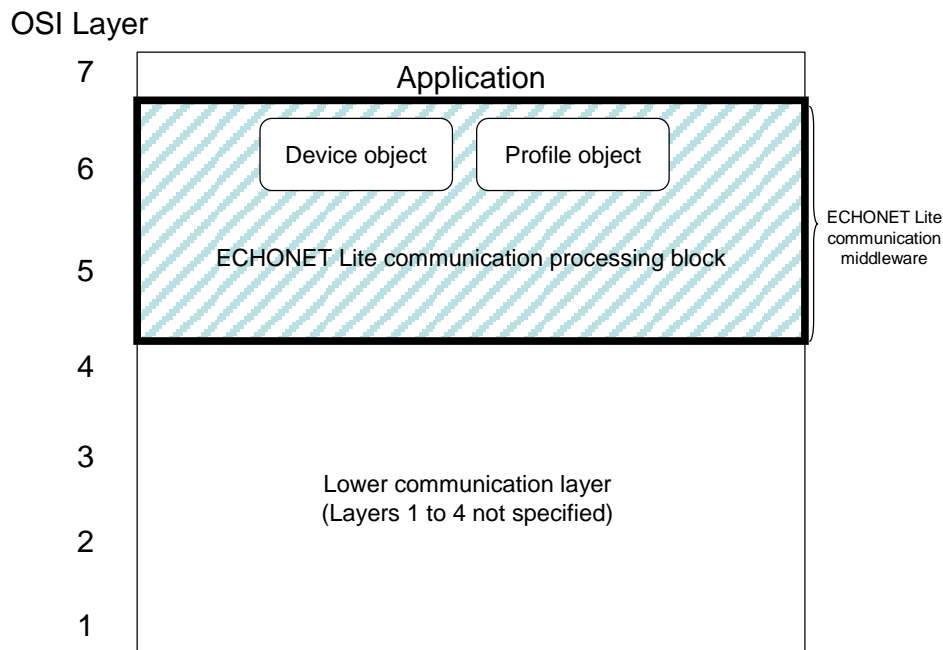 OSI Layer
7
Application
Device object
Profile object
6
ECHONET Lite
communication
middleware
ECHONET Lite communication processing block
5
4
3
Lower communication layer
(Layers 1 to 4 not specified)
2
1